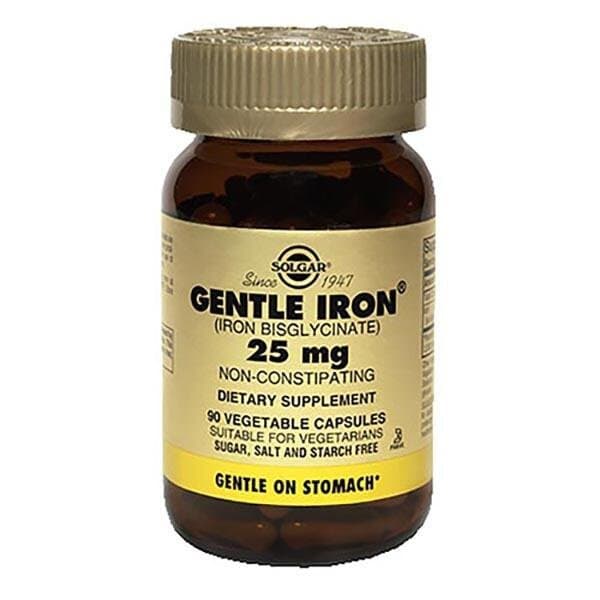 SOLGAR®
Since 1947
GENTLE IRON®
(IRON BISGLYCINATE)
25 mg
NON-CONSTIPATING
DIETARY SUPPLEMENT
90 VEGETABLE CAPSULES
SUITABLE FOR VEGETARIANS
SUGAR, SALT AND STARCH FREE
GENTLE ON STOMACH*